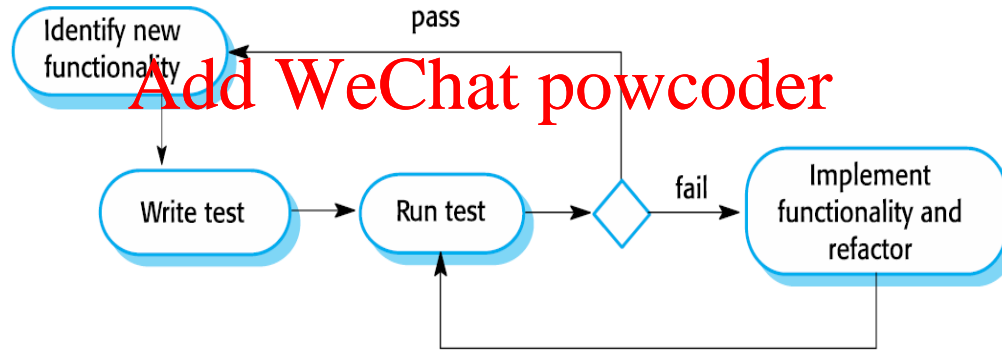 pass
Identify new
functionality
Add WeChat powcoder
fail
Implement
functionality and
refactor
Write test
Run test